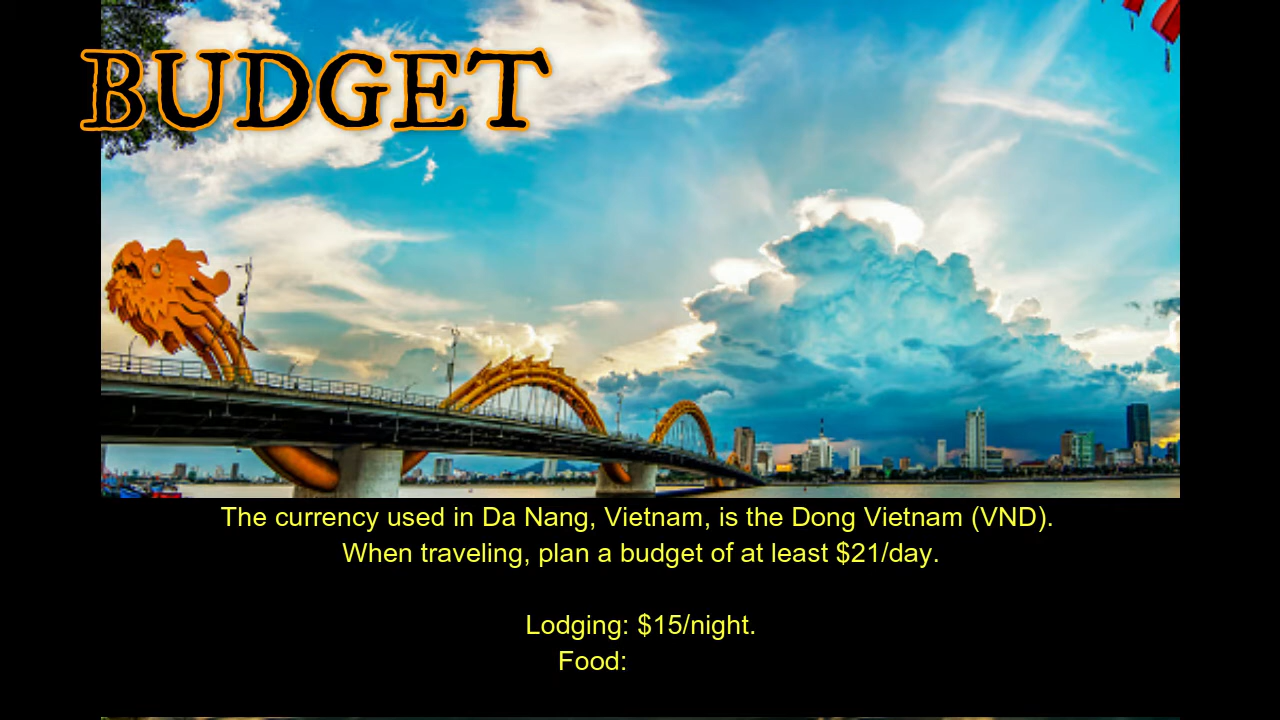 BUDGET
The currency used in Da Nang, Vietnam, is the Dong Vietnam (VND).
When traveling, plan a budget of at least $21/day.
Lodging: $15/night.
Food: